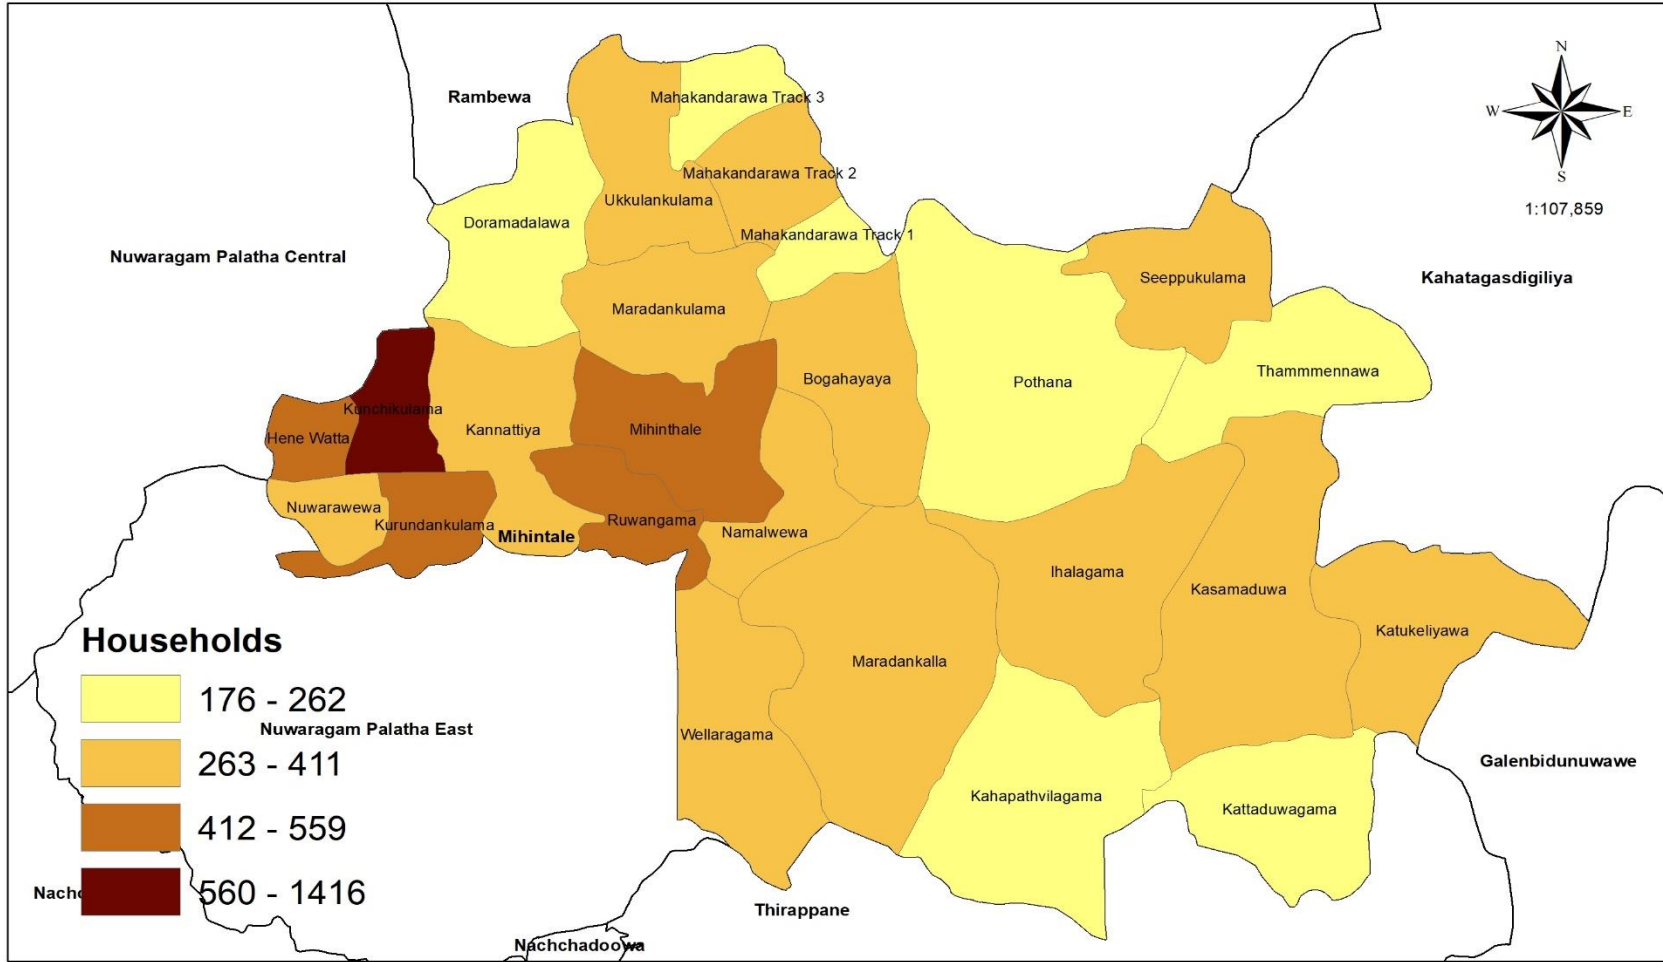 N
W E
S
1:107,859
Rambewa
Mahakandarawa Track 3
Mahakandarawa Track 2
Ukkulankulama
Doramadalawa
Mahakandarawa Track 1
Nuwaragam Palatha Central
Seeppukulama
Kahatagasdigiliya
Maradankulama
Bogahayaya
Pothana
Thammmennawa
Kunchikulama
Hene Watta
Kannattiya
Mihinthale
Nuwarawewa
Kurundankulama
Mihintale
Ruwangama
Namalwewa
Ihalagama
Kasamaduwa
Katukeliyawa
Maradankalla
Wellaragama
Kahapathvilagama
Kattaduwagama
Galenbidunuwawe
Households
176 - 262
Nuwaragam Palatha East
263 - 411
412 - 559
560 - 1416
Nachc
Thirappane
Nachchadoowa